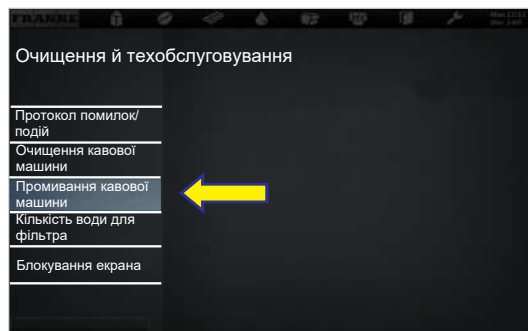 FRANKE
Очищення й техобслуговування
Протокол помилок/
подій
Очищення кавової
машини
Промивання кавової
машини
Кількість води для
фільтра
Блокування екрана